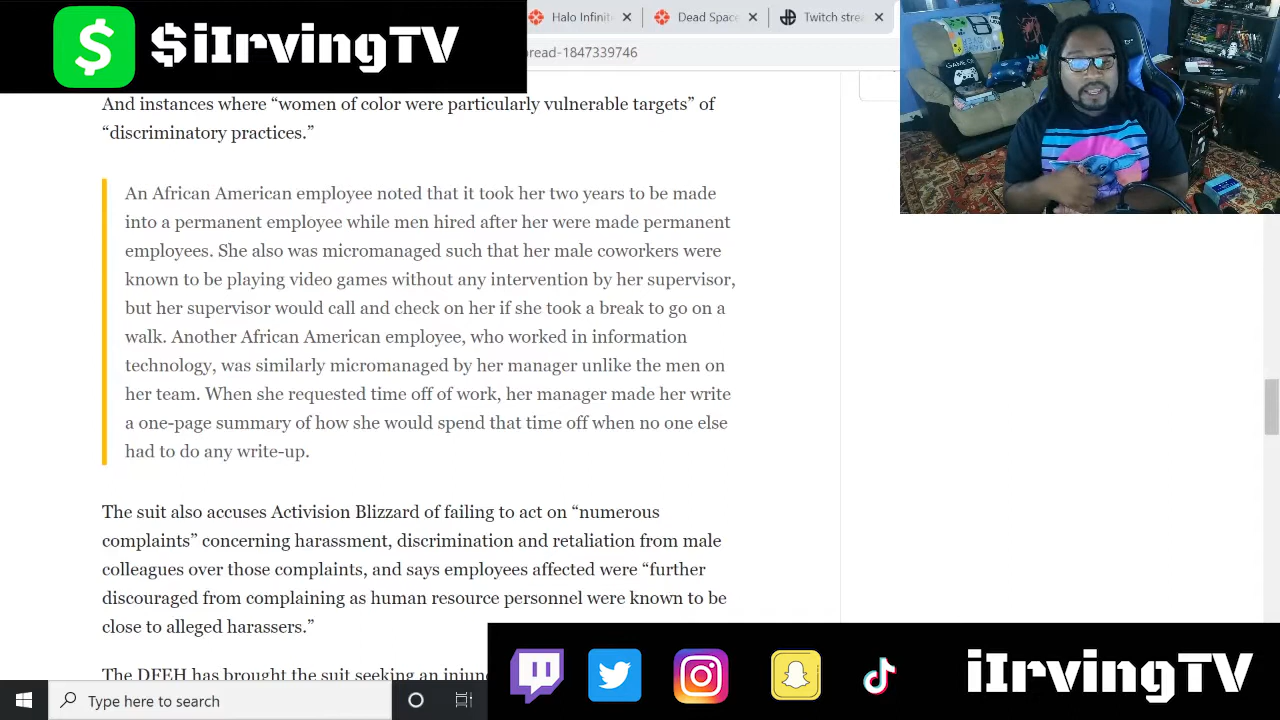 $iIrvingTV
Halo Infinit
Dead Space
Twitch strea
pread-1847339746
And instances where “women of color were particularly vulnerable targets” of
“discriminatory practices.”
An African American employee noted that it took her two years to be made
into a permanent employee while men hired after her were made permanent
employees. She also was micromanaged such that her male coworkers were
known to be playing video games without any intervention by her supervisor,
but her supervisor would call and check on her if she took a break to go on a
walk. Another African American employee, who worked in information
technology, was similarly micromanaged by her manager unlike the men on
her team. When she requested time off of work, her manager made her write
a one-page summary of how she would spend that time off when no one else
had to do any write-up.
The suit also accuses Activision Blizzard of failing to act on “numerous
complaints” concerning harassment, discrimination and retaliation from male
colleagues over those complaints, and says employees affected were “further
discouraged from complaining as human resource personnel were known to be
close to alleged harassers.”
The DFEH has brought the suit seeking an injun
iIrvingTV
Type here to search